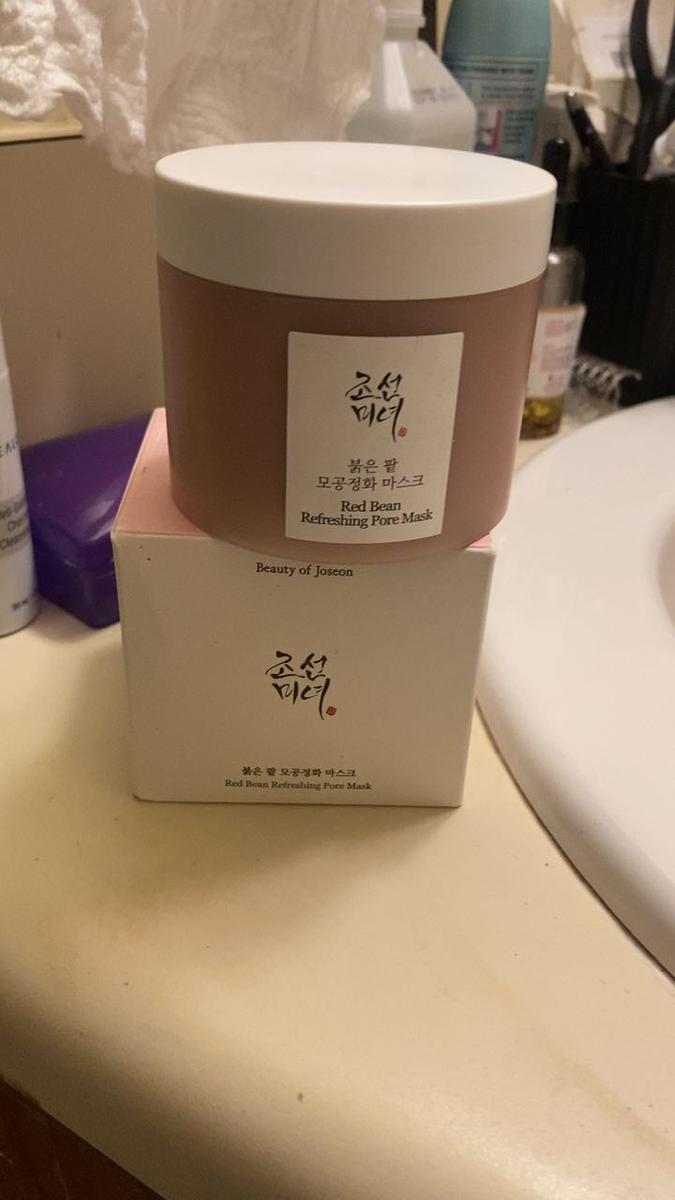 조선
미녀
붉은 팥
모공정화 마스크
Red Bean
Refreshing Pore Mask
Beauty of Joseon
조선
미녀
붉은 팥 모공정화 마스크
Red Bean Refreshing Pore Mask